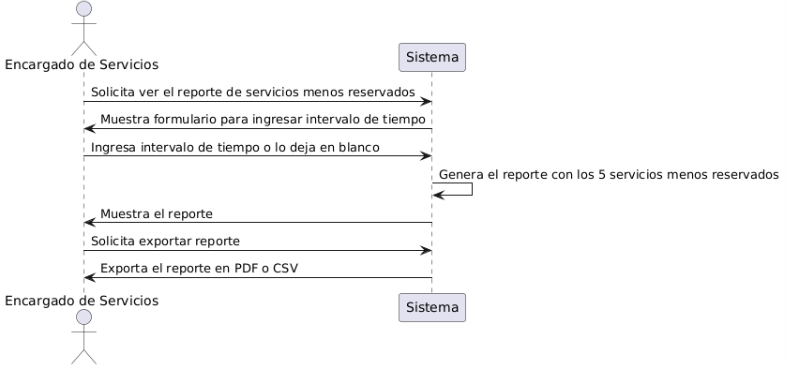 Encargado de Servicios
Sistema
Solicita ver el reporte de servicios menos reservados
Muestra formulario para ingresar intervalo de tiempo
Ingresa intervalo de tiempo o lo deja en blanco
Genera el reporte con los 5 servicios menos reservados
Muestra el reporte
Solicita exportar reporte
Exporta el reporte en PDF o CSV
Encargado de Servicios
Sistema